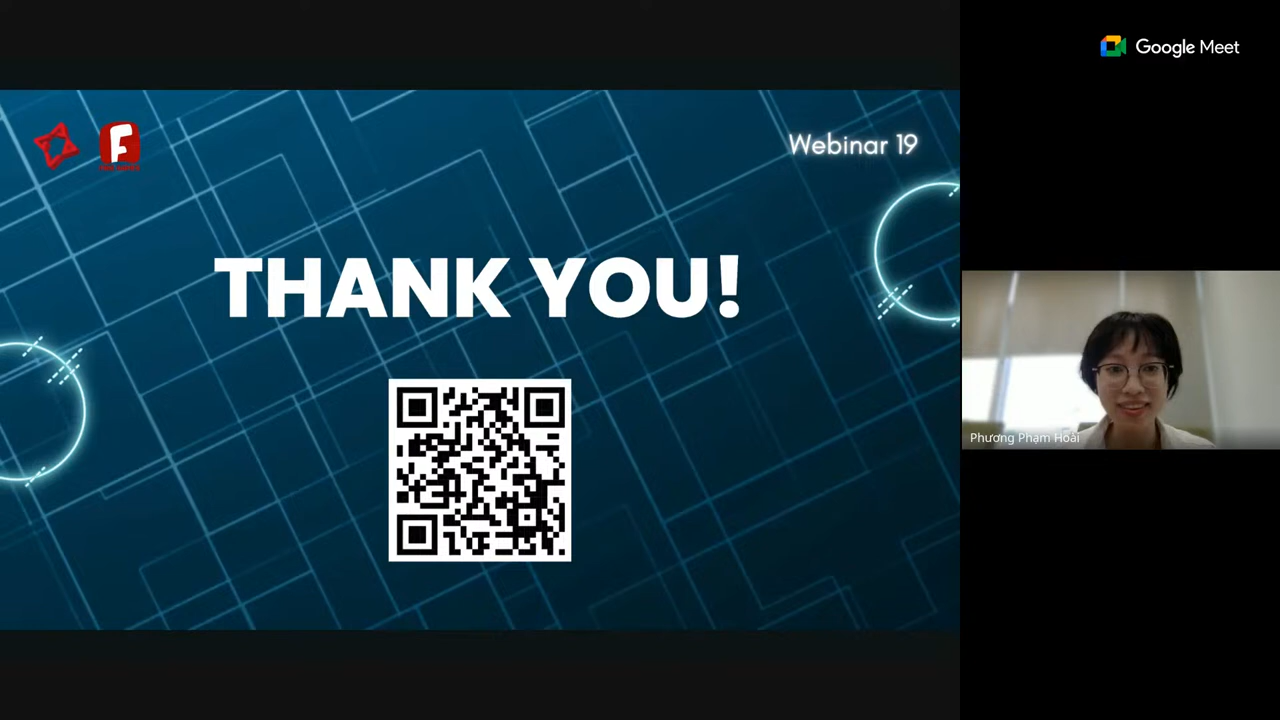 Google Meet
F
Webinar 19
THANK YOU!
Phương Phạm Hoài